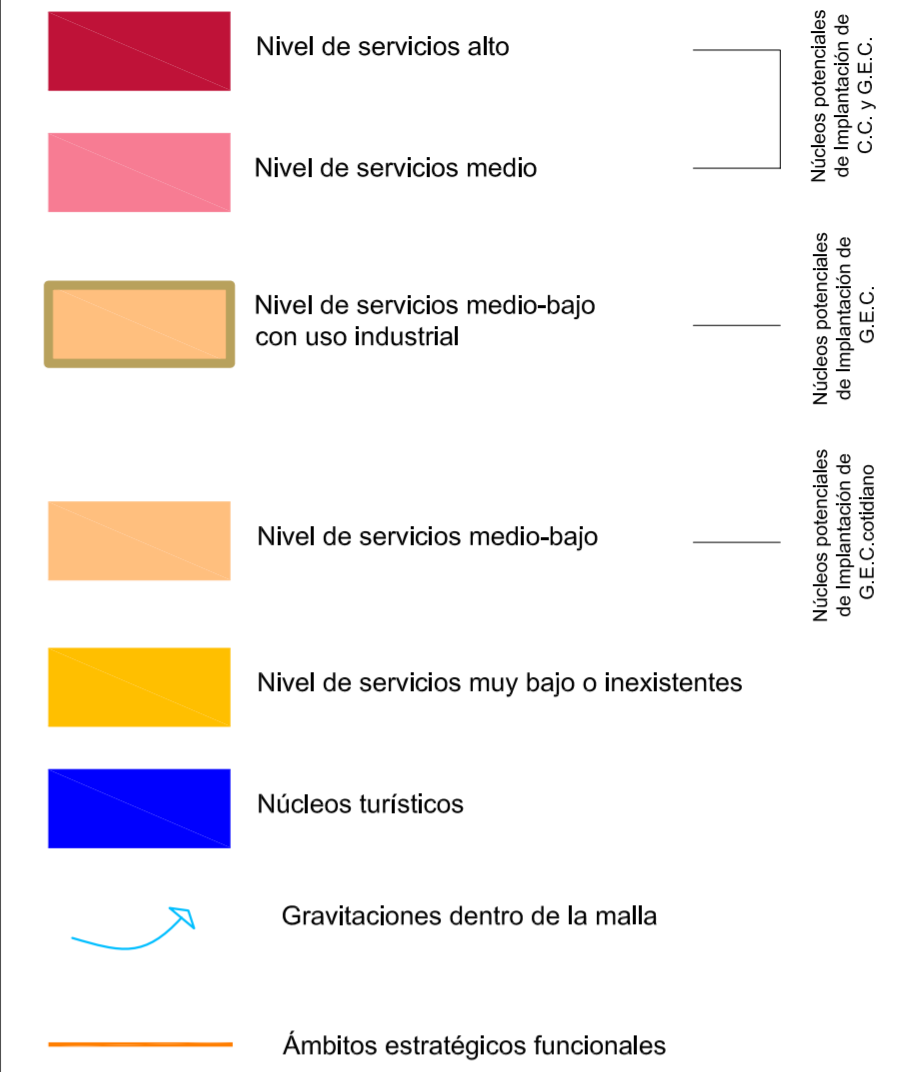 Nivel de servicios alto
Nivel de servicios medio
Núcleos potenciales
de Implantación de
C.C. y G.E.C.
Nivel de servicios medio-bajo
con uso industrial
Núcleos potenciales
de Implantación de
G.E.C.
Nivel de servicios medio-bajo
Núcleos potenciales
de Implantación de
G.E.C.cotidiano
Nivel de servicios muy bajo o inexistentes
Núcleos turísticos
Gravitaciones dentro de la malla
Ámbitos estratégicos funcionales